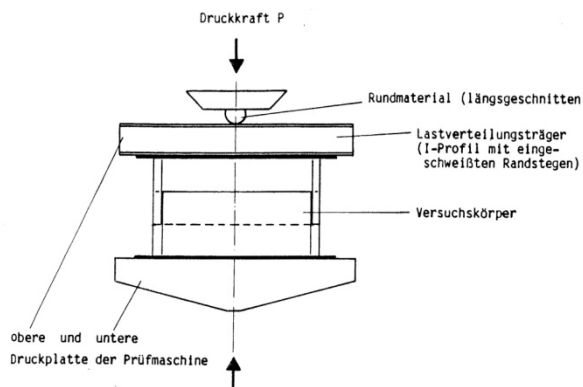 Druckkraft P
Rundmaterial (längsgeschnitten
Lastverteilungsträger
(I-Profil mit einge-
schweißten Randstegen)
Versuchskörper
obere und untere
Druckplatte der Prüfmaschine